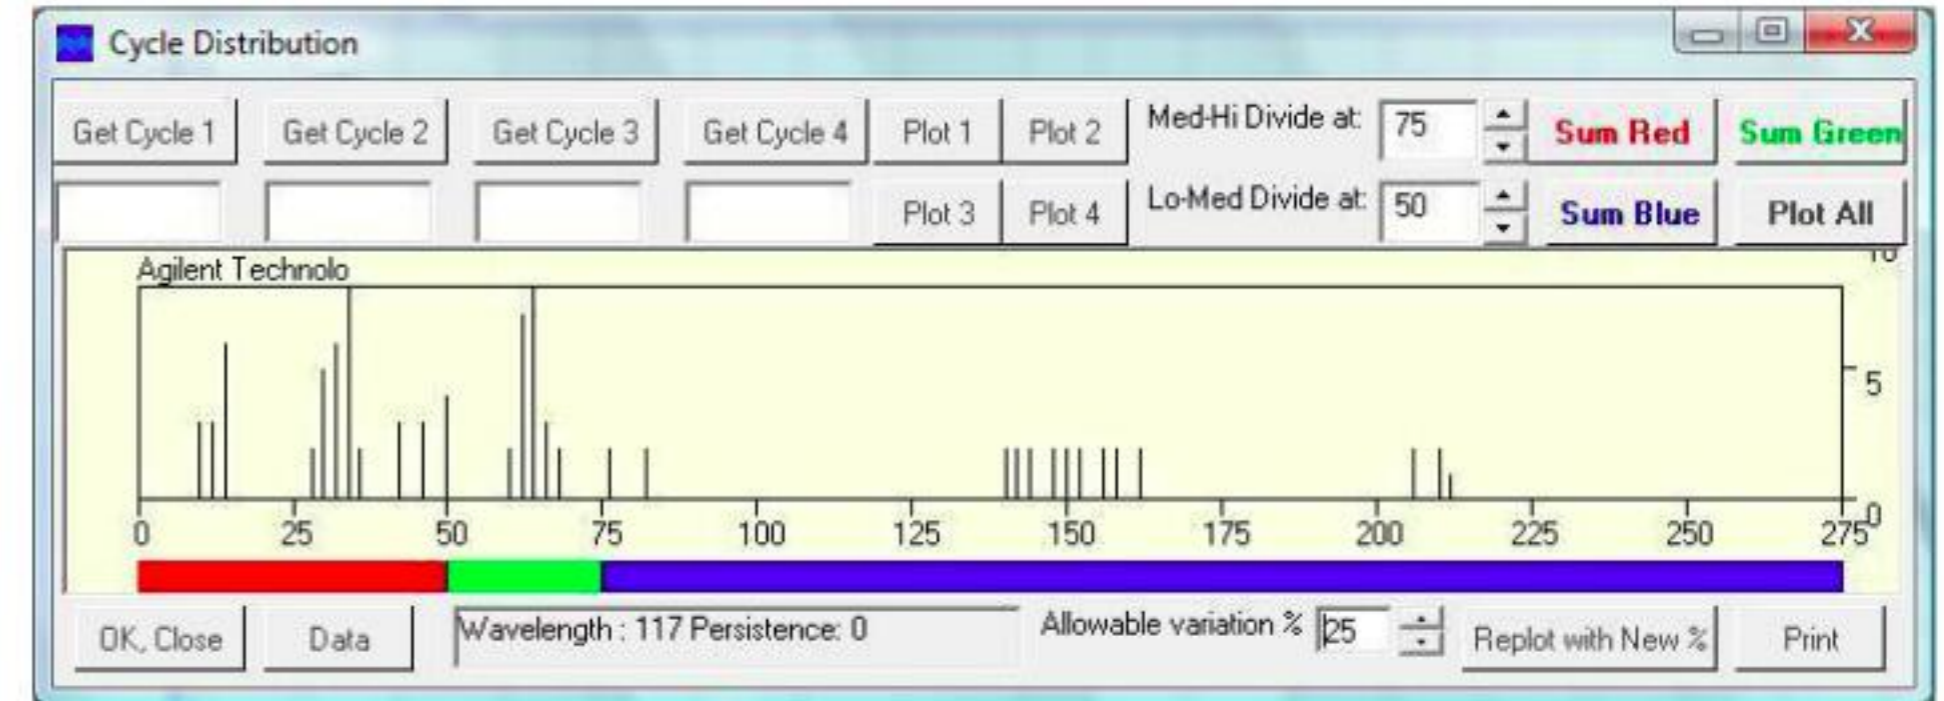 Cycle Distribution
Get Cycle 1 Get Cycle 2 Get Cycle 3 Get Cycle 4 Plot 1 Plot 2 Med-Hi Divide at: 75 Sum Red Sum Green
Plot 3 Plot 4 Lo-Med Divide at: 50 Sum Blue Plot All
Agilent Technolo 10
5
0
0 25 50 75 100 125 150 175 200 225 250 275
OK, Close Data Wavelength : 117 Persistence: 0 Allowable variation % 25 Replot with New % Print